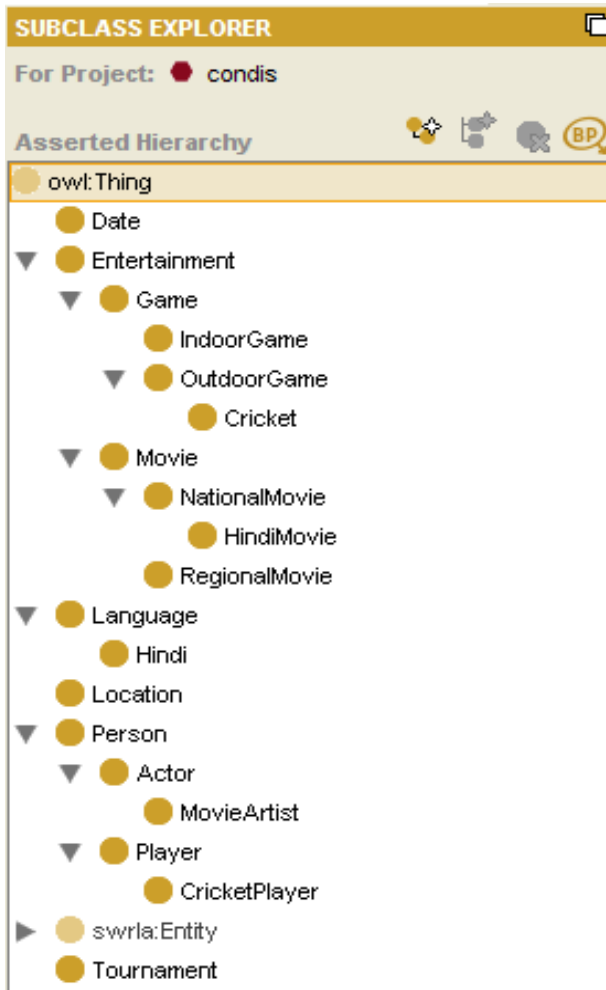 SUBCLASS EXPLORER
For Project: condis
Asserted Hierarchy
BP
owl:Thing
Date
Entertainment
Game
IndoorGame
OutdoorGame
Cricket
Movie
NationalMovie
HindiMovie
RegionalMovie
Language
Hindi
Location
Person
Actor
MovieArtist
Player
CricketPlayer
swrla:Entity
Tournament